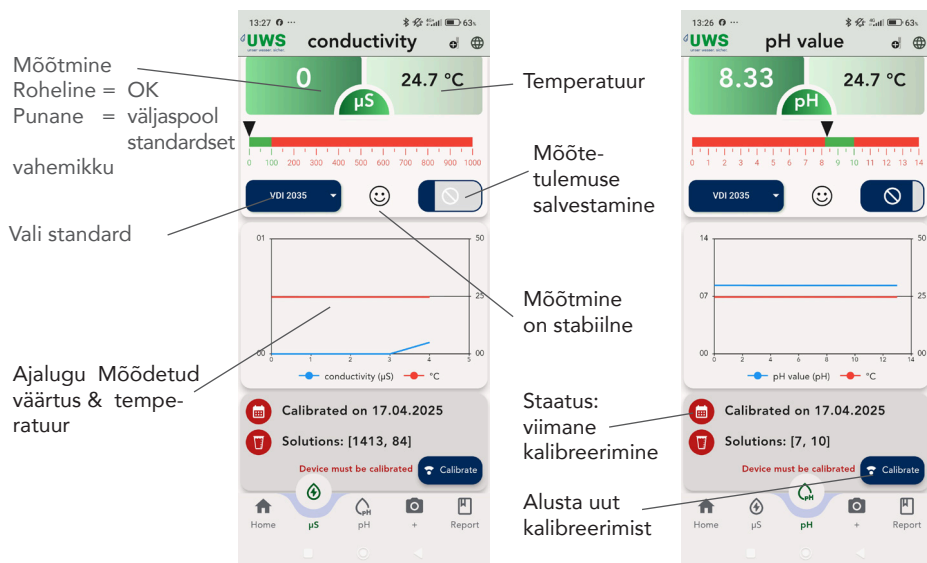 Mõõtmine
Roheline = OK
Punane = väljaspool
standardset
vahemikku
Vali standard
Ajalugu Mõõdetud
väärtus & tempe-
ratuur
13:27
63%
UWS
conductivity
0
24.7 °C
µS
0 100 200 300 400 500 600 700 800 900 1000
VDI 2035
01
50
25
00
00
0 1 2 3 4 5
conductivity (µS) °C
Calibrated on 17.04.2025
Solutions: [1413, 84]
Device must be calibrated
Calibrate
Home µS pH + Report
Temperatuur
Mõõte-
tulemuse
salvestamine
Mõõtmine
on stabiilne
Staatus:
viimane
kalibreerimine
Alusta uut
kalibreerimist
13:26
63%
UWS
pH value
8.33
24.7 °C
pH
0 1 2 3 4 5 6 7 8 9 10 11 12 13 14
VDI 2035
14
50
07
25
00
00
0 2 4 6 8 10 12 14
pH value (pH) °C
Calibrated on 17.04.2025
Solutions: [7, 10]
Device must be calibrated
Calibrate
Home µS pH + Report